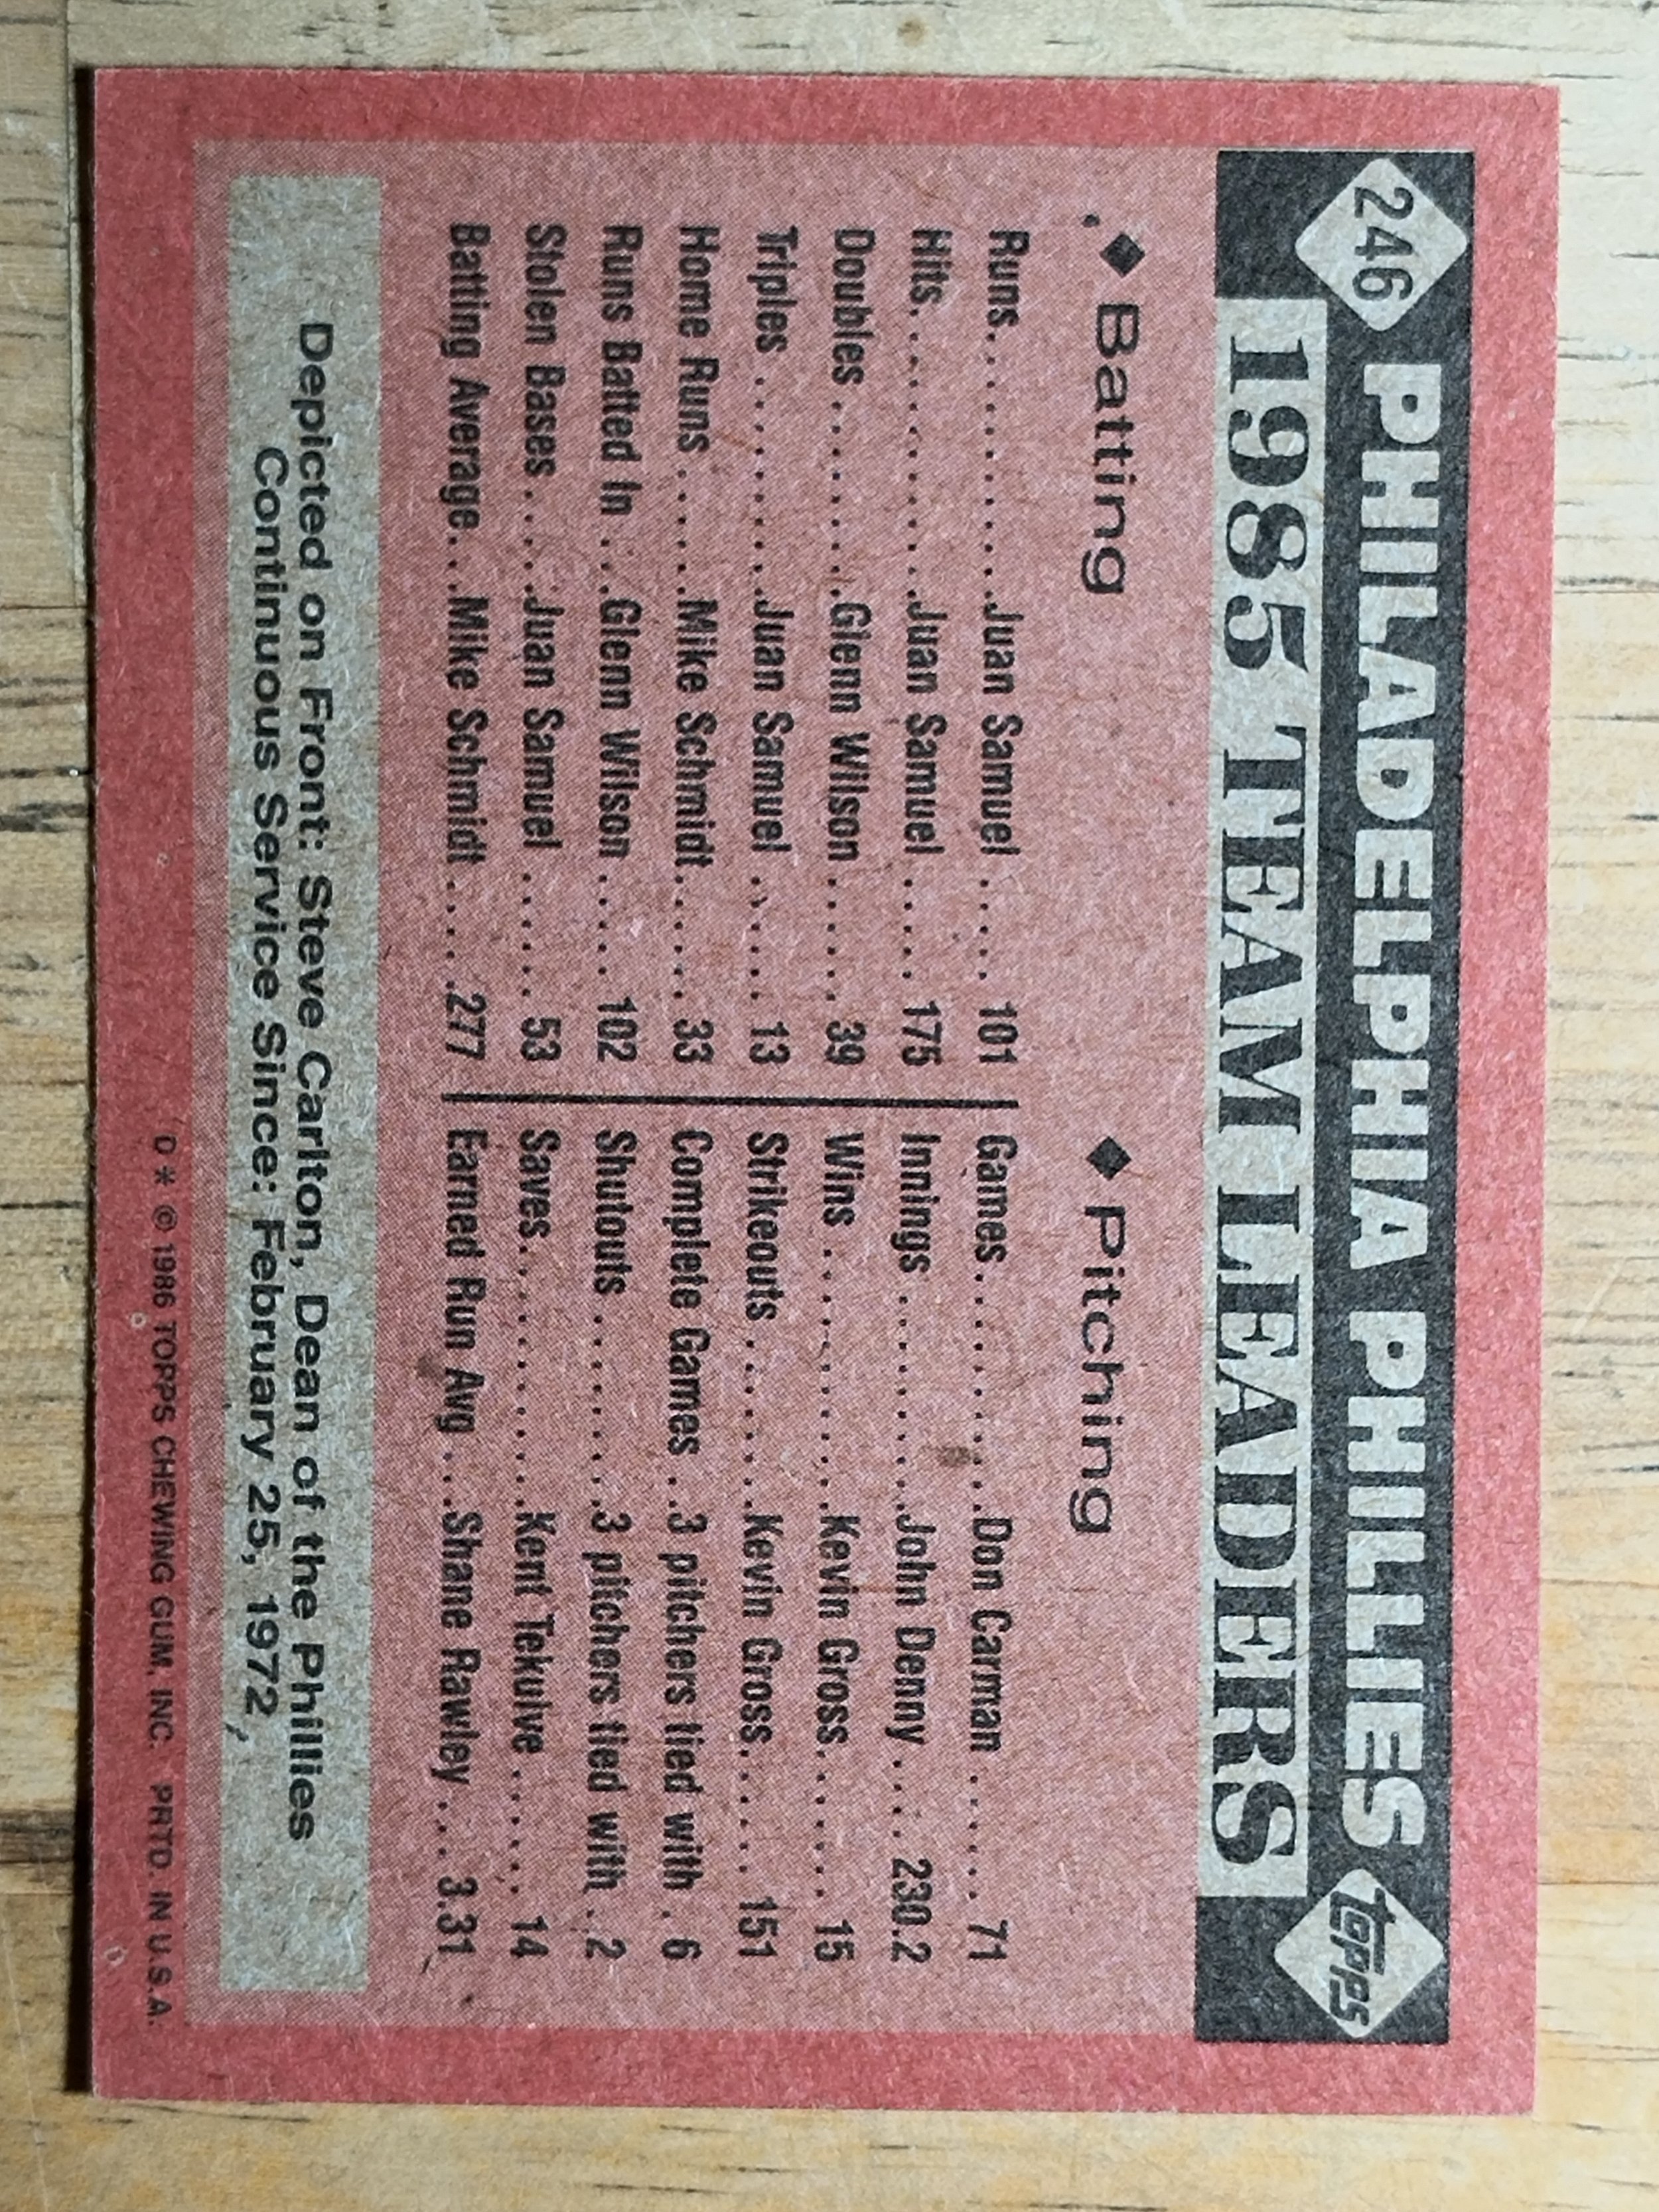 246 PHILADELPHIA PHILLIES topps
1985 TEAM LEADERS
◆ Batting
Runs............Juan Samuel ..... 101
Hits............Juan Samuel ..... 175
Doubles ........Glenn Wilson ...... 39
Triples .........Juan Samuel ...... 13
Home Runs ......Mike Schmidt....... 33
Runs Batted In ...Glenn Wilson ..... 102
Stolen Bases .....Juan Samuel ...... 53
Batting Average...Mike Schmidt .... .277
◆ Pitching
Games............Don Carman ...... 71
Innings ...........John Denny .... 230.2
Wins .............Kevin Gross....... 15
Strikeouts .........Kevin Gross...... 151
Complete Games ..3 pitchers tied with . 6
Shutouts .........3 pitchers tied with .2
Saves............Kent Tekulve ...... 14
Earned Run Avg ...Shane Rawley.... 3.31
Depicted on Front: Steve Carlton, Dean of the Phillies
Continuous Service Since: February 25, 1972
D * © 1986 TOPPS CHEWING GUM, INC. PRTD. IN U.S.A.